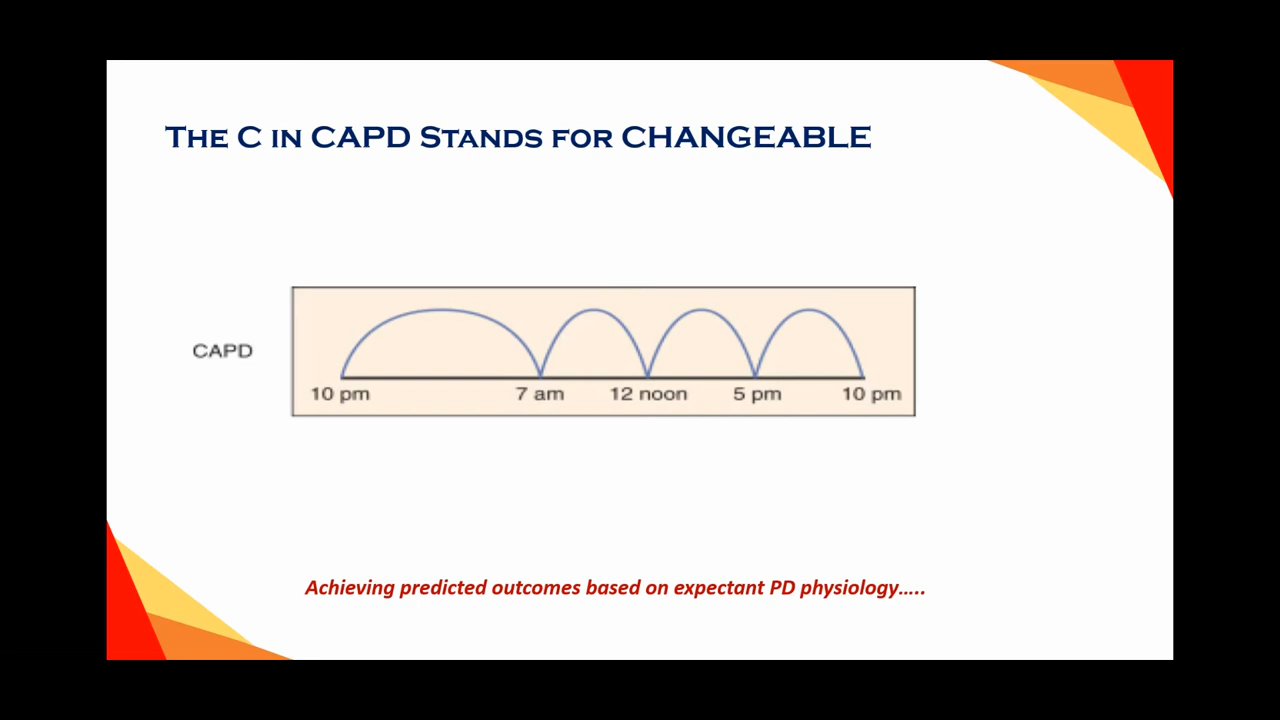 THE C IN CAPD STANDS FOR CHANGEABLE
CAPD
10 pm 7 am 12 noon 5 pm 10 pm
Achieving predicted outcomes based on expectant PD physiology.....